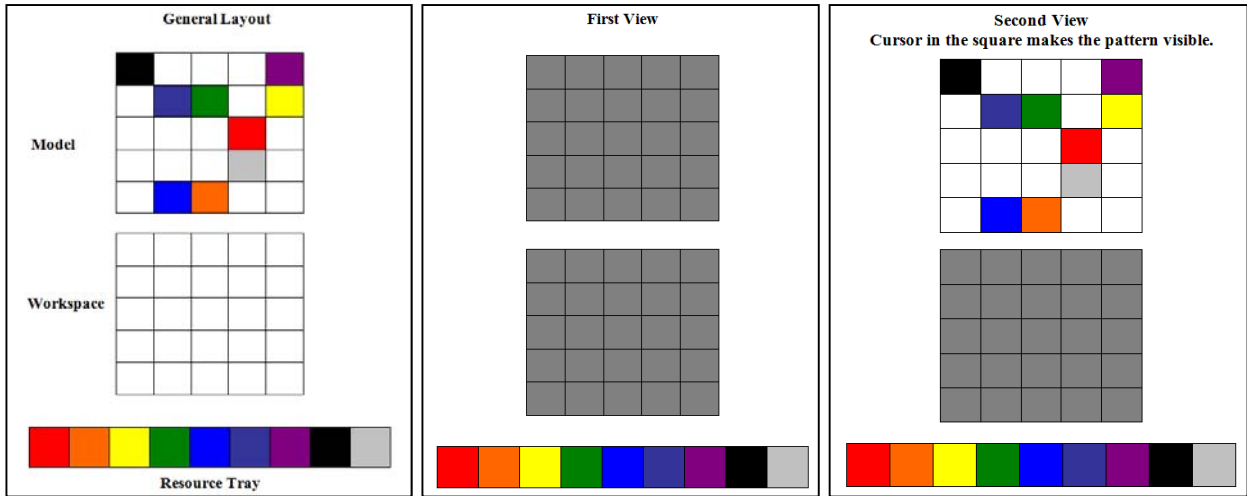 General Layout
Model
Workspace
Resource Tray
First View
Second View
Cursor in the square makes the pattern visible.